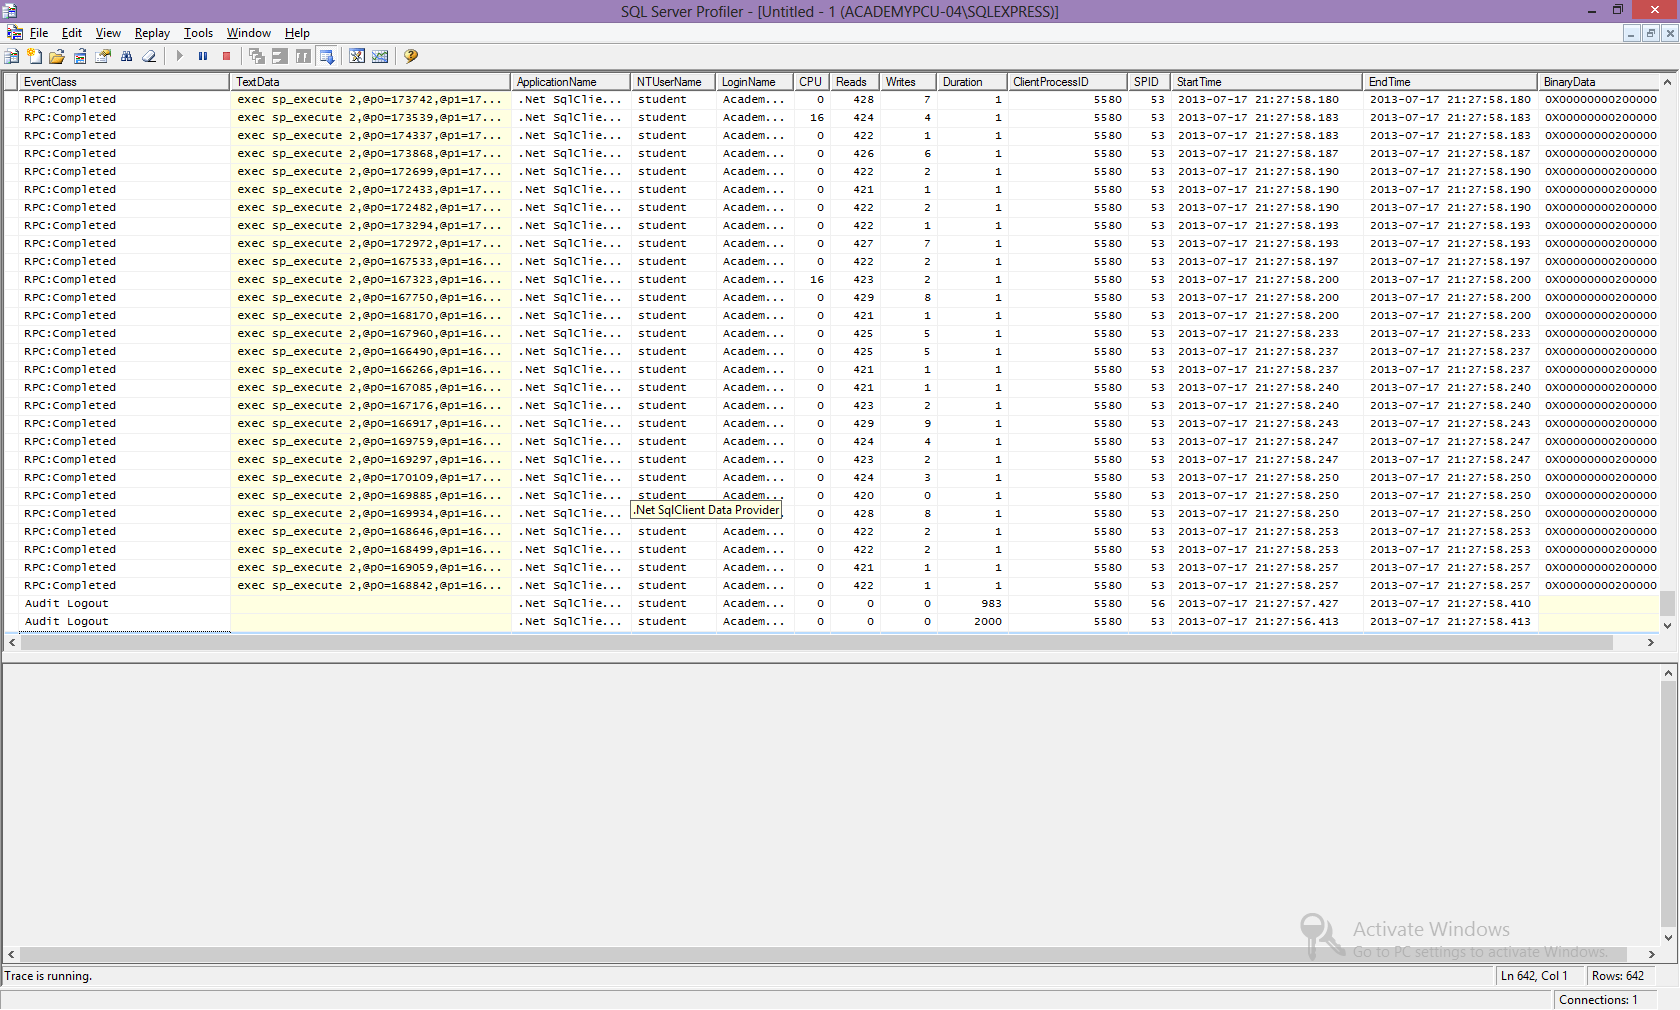 SQL Server Profiler - [Untitled - 1 (ACADEMYPCU-04\SQLEXPRESS)]
File Edit View Replay Tools Window Help
EventClass TextData ApplicationName NTUserName LoginName CPU Reads Writes Duration ClientProcessID SPID StartTime EndTime BinaryData
RPC:Completed exec sp_execute 2,@p0=173742,@p1=17... .Net SqlClie... student Academ... 0 428 7 1 5580 53 2013-07-17 21:27:58.180 2013-07-17 21:27:58.180 0X00000000200000
RPC:Completed exec sp_execute 2,@p0=173539,@p1=17... .Net SqlClie... student Academ... 16 424 4 1 5580 53 2013-07-17 21:27:58.183 2013-07-17 21:27:58.183 0X00000000200000
RPC:Completed exec sp_execute 2,@p0=174337,@p1=17... .Net SqlClie... student Academ... 0 422 1 1 5580 53 2013-07-17 21:27:58.183 2013-07-17 21:27:58.183 0X00000000200000
RPC:Completed exec sp_execute 2,@p0=173868,@p1=17... .Net SqlClie... student Academ... 0 426 6 1 5580 53 2013-07-17 21:27:58.187 2013-07-17 21:27:58.187 0X00000000200000
RPC:Completed exec sp_execute 2,@p0=172699,@p1=17... .Net SqlClie... student Academ... 0 422 2 1 5580 53 2013-07-17 21:27:58.190 2013-07-17 21:27:58.190 0X00000000200000
RPC:Completed exec sp_execute 2,@p0=172433,@p1=17... .Net SqlClie... student Academ... 0 421 1 1 5580 53 2013-07-17 21:27:58.190 2013-07-17 21:27:58.190 0X00000000200000
RPC:Completed exec sp_execute 2,@p0=172482,@p1=17... .Net SqlClie... student Academ... 0 422 2 1 5580 53 2013-07-17 21:27:58.190 2013-07-17 21:27:58.190 0X00000000200000
RPC:Completed exec sp_execute 2,@p0=173294,@p1=17... .Net SqlClie... student Academ... 0 422 1 1 5580 53 2013-07-17 21:27:58.193 2013-07-17 21:27:58.193 0X00000000200000
RPC:Completed exec sp_execute 2,@p0=172972,@p1=17... .Net SqlClie... student Academ... 0 427 7 1 5580 53 2013-07-17 21:27:58.193 2013-07-17 21:27:58.193 0X00000000200000
RPC:Completed exec sp_execute 2,@p0=167533,@p1=16... .Net SqlClie... student Academ... 0 422 2 1 5580 53 2013-07-17 21:27:58.197 2013-07-17 21:27:58.197 0X00000000200000
RPC:Completed exec sp_execute 2,@p0=167323,@p1=16... .Net SqlClie... student Academ... 16 423 2 1 5580 53 2013-07-17 21:27:58.200 2013-07-17 21:27:58.200 0X00000000200000
RPC:Completed exec sp_execute 2,@p0=167750,@p1=16... .Net SqlClie... student Academ... 0 429 8 1 5580 53 2013-07-17 21:27:58.200 2013-07-17 21:27:58.200 0X00000000200000
RPC:Completed exec sp_execute 2,@p0=168170,@p1=16... .Net SqlClie... student Academ... 0 421 1 1 5580 53 2013-07-17 21:27:58.200 2013-07-17 21:27:58.200 0X00000000200000
RPC:Completed exec sp_execute 2,@p0=167960,@p1=16... .Net SqlClie... student Academ... 0 425 5 1 5580 53 2013-07-17 21:27:58.233 2013-07-17 21:27:58.233 0X00000000200000
RPC:Completed exec sp_execute 2,@p0=166490,@p1=16... .Net SqlClie... student Academ... 0 425 5 1 5580 53 2013-07-17 21:27:58.237 2013-07-17 21:27:58.237 0X00000000200000
RPC:Completed exec sp_execute 2,@p0=166266,@p1=16... .Net SqlClie... student Academ... 0 421 1 1 5580 53 2013-07-17 21:27:58.237 2013-07-17 21:27:58.237 0X00000000200000
RPC:Completed exec sp_execute 2,@p0=167085,@p1=16... .Net SqlClie... student Academ... 0 421 1 1 5580 53 2013-07-17 21:27:58.240 2013-07-17 21:27:58.240 0X00000000200000
RPC:Completed exec sp_execute 2,@p0=167176,@p1=16... .Net SqlClie... student Academ... 0 423 2 1 5580 53 2013-07-17 21:27:58.240 2013-07-17 21:27:58.240 0X00000000200000
RPC:Completed exec sp_execute 2,@p0=166917,@p1=16... .Net SqlClie... student Academ... 0 429 9 1 5580 53 2013-07-17 21:27:58.243 2013-07-17 21:27:58.243 0X00000000200000
RPC:Completed exec sp_execute 2,@p0=169759,@p1=16... .Net SqlClie... student Academ... 0 424 4 1 5580 53 2013-07-17 21:27:58.247 2013-07-17 21:27:58.247 0X00000000200000
RPC:Completed exec sp_execute 2,@p0=169297,@p1=16... .Net SqlClie... student Academ... 0 423 2 1 5580 53 2013-07-17 21:27:58.247 2013-07-17 21:27:58.247 0X00000000200000
RPC:Completed exec sp_execute 2,@p0=170109,@p1=17... .Net SqlClie... student Academ... 0 424 3 1 5580 53 2013-07-17 21:27:58.250 2013-07-17 21:27:58.250 0X00000000200000
RPC:Completed exec sp_execute 2,@p0=169885,@p1=16... .Net SqlClie... student Academ... 0 420 0 1 5580 53 2013-07-17 21:27:58.250 2013-07-17 21:27:58.250 0X00000000200000
RPC:Completed exec sp_execute 2,@p0=169934,@p1=16... .Net SqlClie... .Net SqlClient Data Provider 0 428 8 1 5580 53 2013-07-17 21:27:58.250 2013-07-17 21:27:58.250 0X00000000200000
RPC:Completed exec sp_execute 2,@p0=168646,@p1=16... .Net SqlClie... student Academ... 0 422 2 1 5580 53 2013-07-17 21:27:58.253 2013-07-17 21:27:58.253 0X00000000200000
RPC:Completed exec sp_execute 2,@p0=168499,@p1=16... .Net SqlClie... student Academ... 0 422 2 1 5580 53 2013-07-17 21:27:58.253 2013-07-17 21:27:58.253 0X00000000200000
RPC:Completed exec sp_execute 2,@p0=169059,@p1=16... .Net SqlClie... student Academ... 0 421 1 1 5580 53 2013-07-17 21:27:58.257 2013-07-17 21:27:58.257 0X00000000200000
RPC:Completed exec sp_execute 2,@p0=168842,@p1=16... .Net SqlClie... student Academ... 0 422 1 1 5580 53 2013-07-17 21:27:58.257 2013-07-17 21:27:58.257 0X00000000200000
Audit Logout .Net SqlClie... student Academ... 0 0 0 983 5580 56 2013-07-17 21:27:57.427 2013-07-17 21:27:58.410
Audit Logout .Net SqlClie... student Academ... 0 0 0 2000 5580 53 2013-07-17 21:27:56.413 2013-07-17 21:27:58.413
Activate Windows
Go to PC settings to activate Windows.
Trace is running. Ln 642, Col 1 Rows: 642
Connections: 1